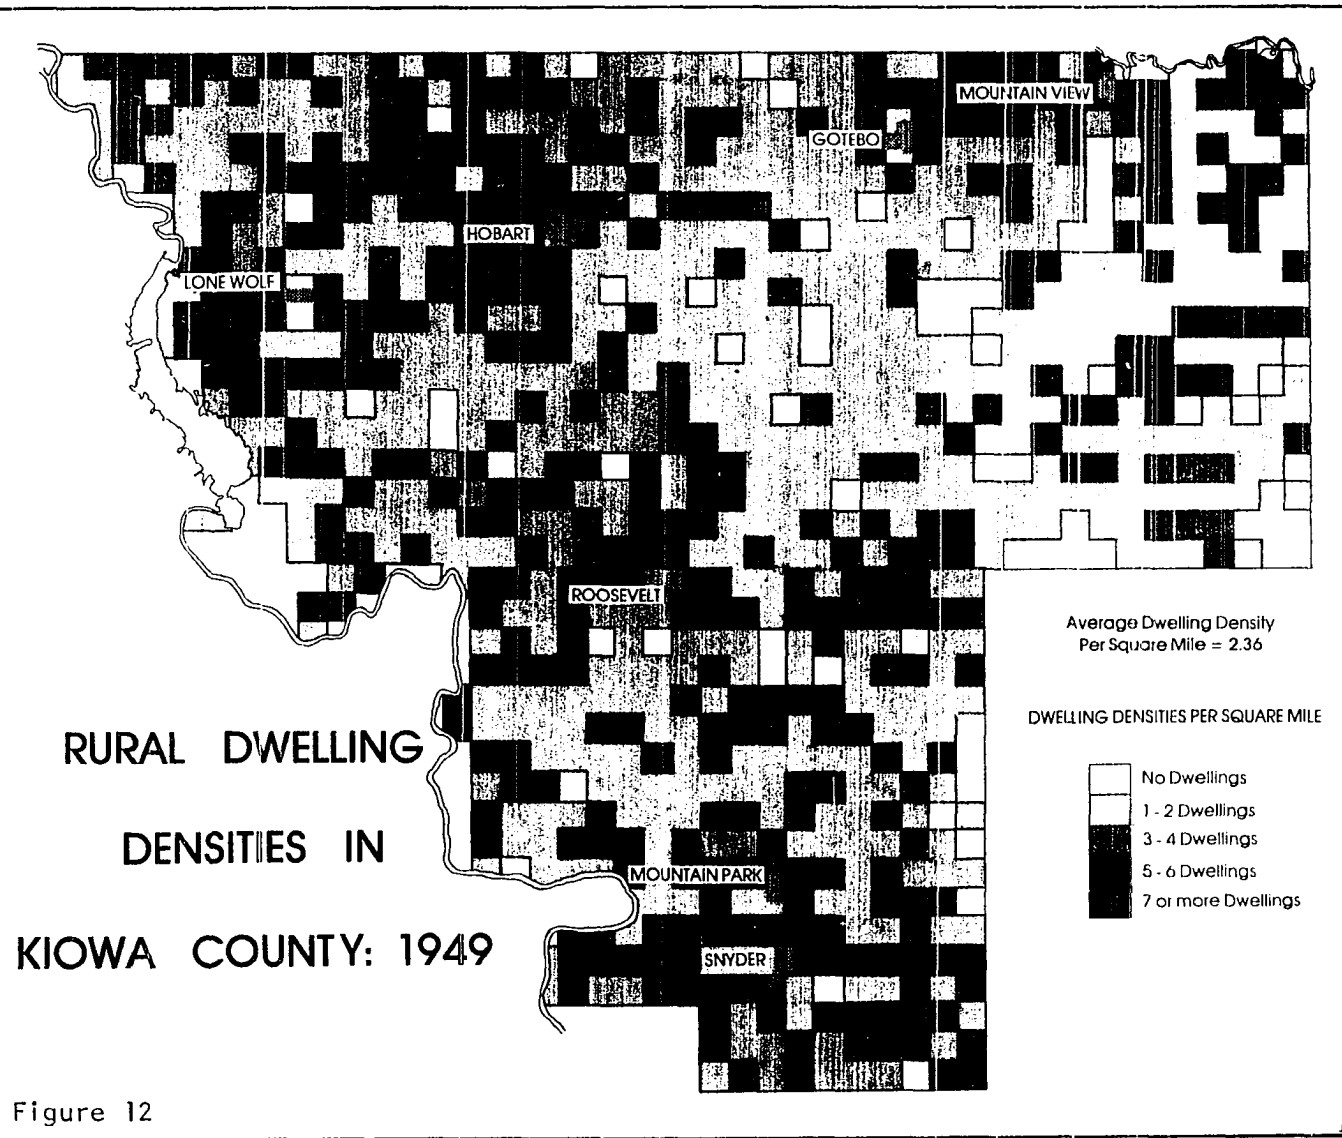 MOUNTAIN VIEW
GOTEBO
HOBART
LONE WOLF
ROOSEVELT
Average Dwelling Density
Per Square Mile = 2.36
DWELLING DENSITIES PER SQUARE MILE
No Dwellings
1 - 2 Dwellings
3 - 4 Dwellings
5 - 6 Dwellings
7 or more Dwellings
RURAL DWELLING
DENSITIES IN
KIOWA COUNTY: 1949
MOUNTAIN PARK
SNYDER
Figure 12